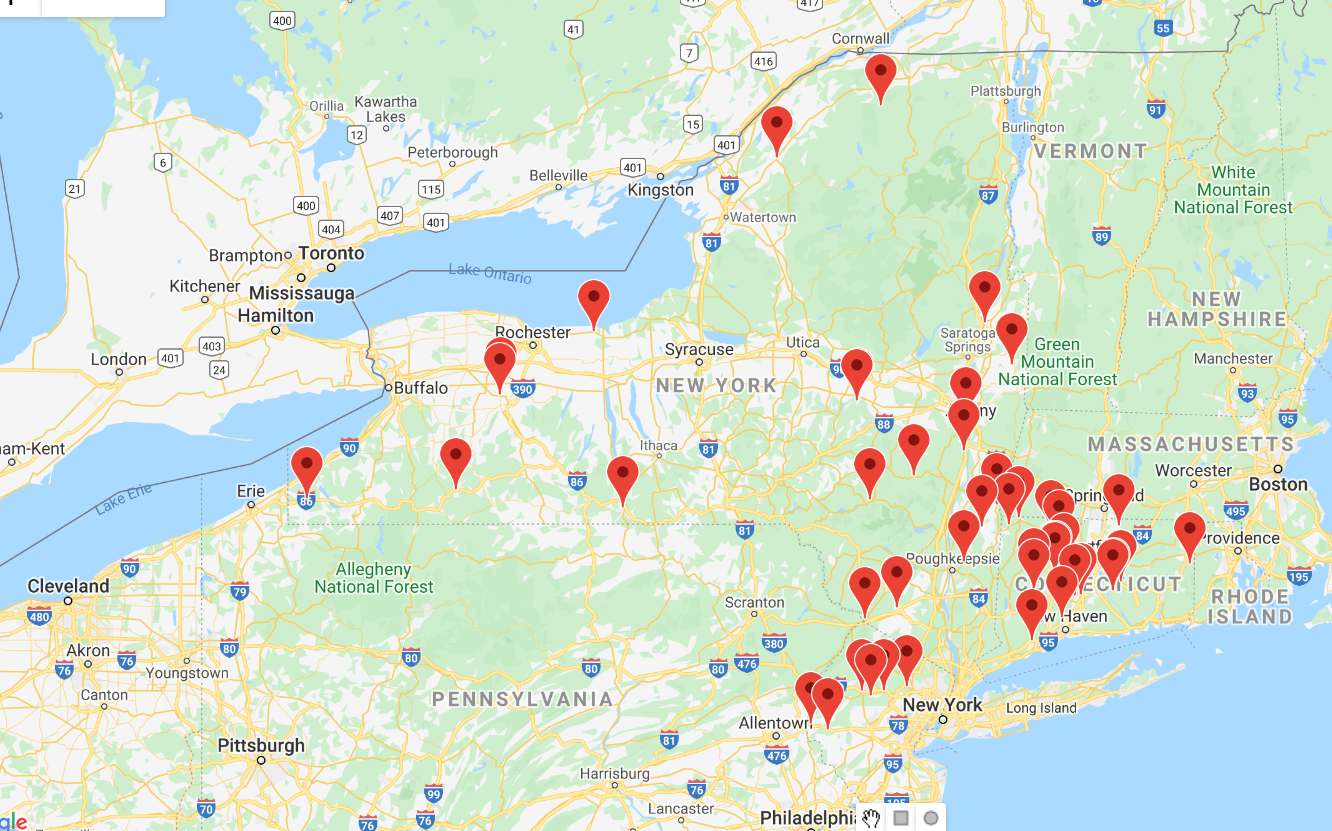 400
417
41
55
Cornwall
7
416
Plattsburgh
Orillia
Kawartha
Lakes
91
15
12
Burlington
401
VERMONT
6
Peterborough
401
Belleville
White
Mountain
National Forest
21
115
81
Kingston
87
400
407
401
Watertown
404
81
89
Brampton
Toronto
Lake Ontario
Kitchener
Mississauga
NEW
HAMPSHIRE
Hamilton
Rochester
Saratoga
Springs
403
401
London
24
Syracuse
Utica
Green
Mountain
National Forest
Manchester
NEW YORK
Buffalo
390
93
95
88
MASSACHUSETTS
90
81
Ithaca
am-Kent
Worcester
Boston
86
86
Erie
Lake Erie
495
81
84
Providence
Poughkeepsie
90
Allegheny
National Forest
CONNECTICUT
195
Cleveland
79
Scranton
84
RHODE
ISLAND
480
w Haven
Akron
80
380
95
76
76
Youngstown
80
80
80
476
Canton
PENNSYLVANIA
New York
Long Island
Allentown
78
Pittsburgh
81
476
95
Harrisburg
99
76
70
Lancaster
76
76
Philadelphi
gle